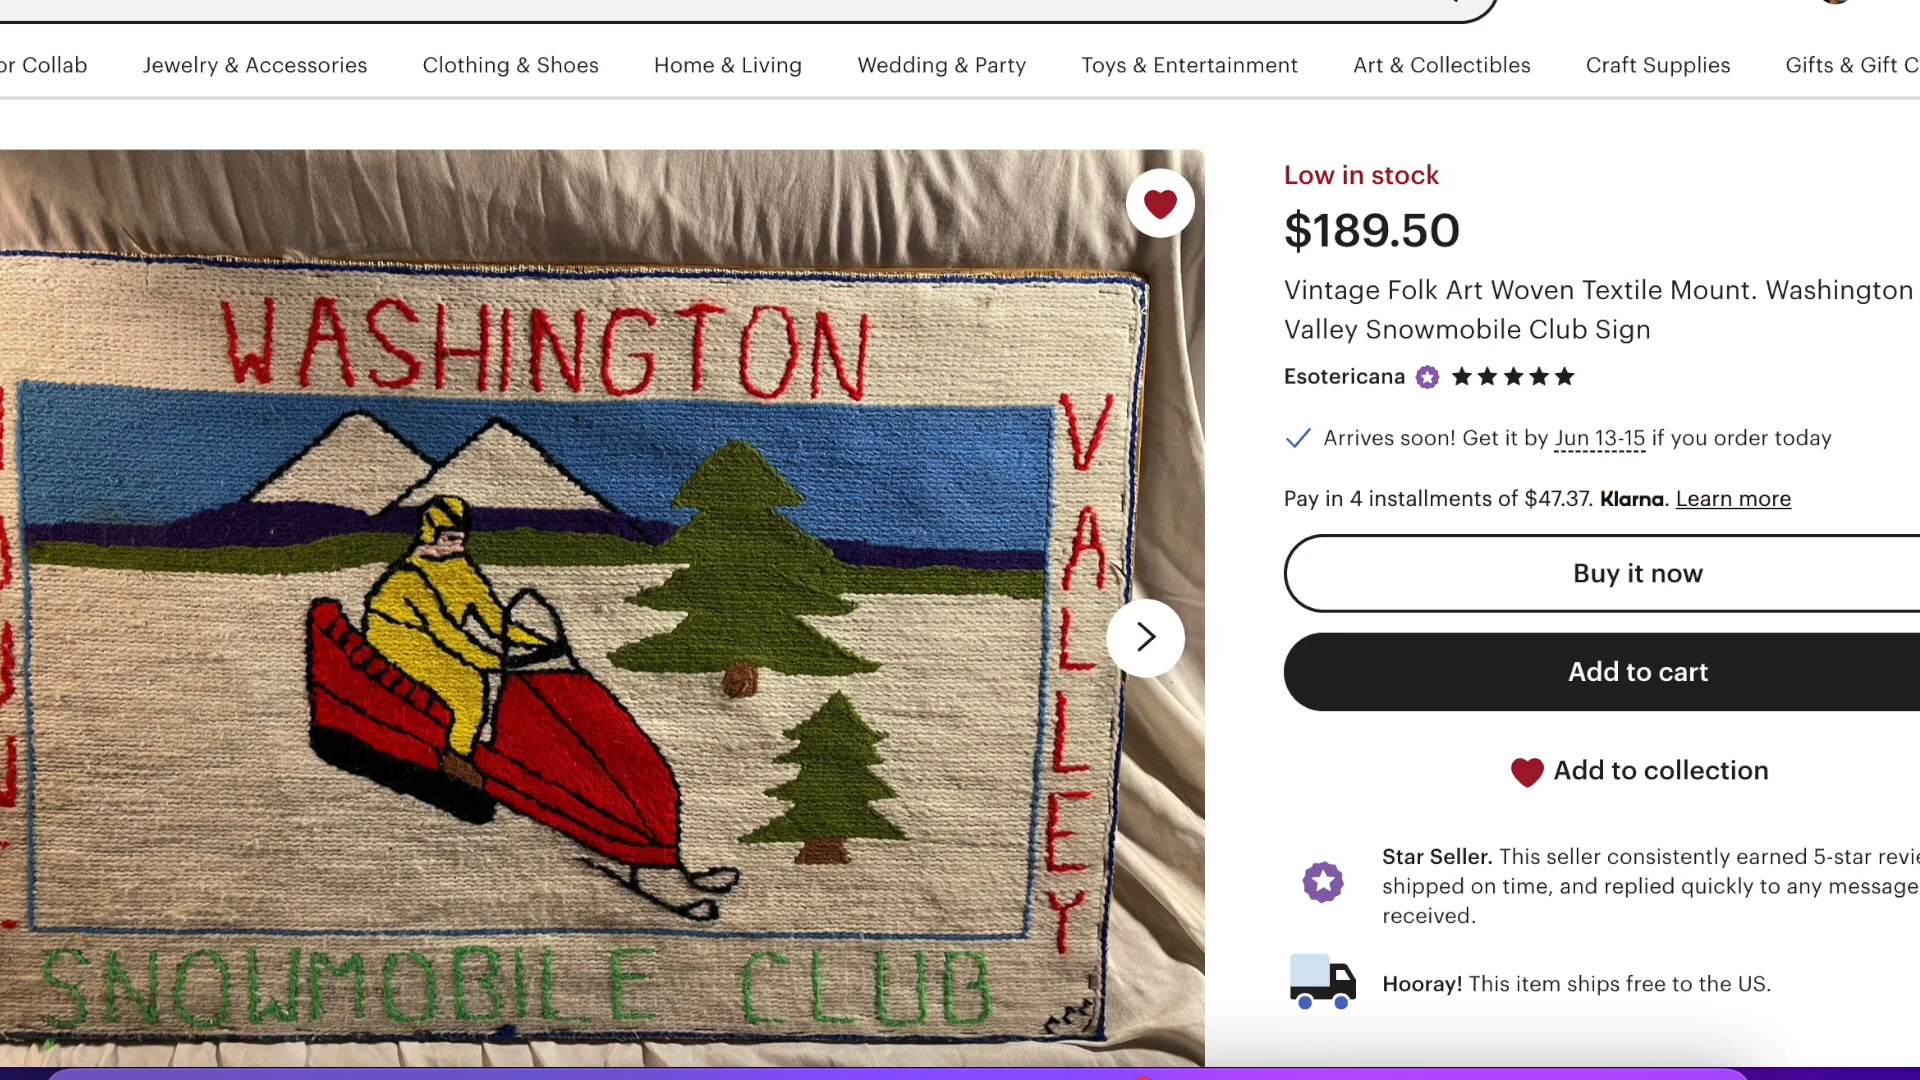 or Collab Jewelry & Accessories Clothing & Shoes Home & Living Wedding & Party Toys & Entertainment Art & Collectibles Craft Supplies Gifts & Gift C
WASHINGTON
VALLEY
SNOWMOBILE CLUB
Low in stock
$189.50
Vintage Folk Art Woven Textile Mount. Washington
Valley Snowmobile Club Sign
Esotericana
Arrives soon! Get it by Jun 13-15 if you order today
Pay in 4 installments of $47.37. Klarna. Learn more
Buy it now
Add to cart
Add to collection
Star Seller. This seller consistently earned 5-star revie
shipped on time, and replied quickly to any message
received.
Hooray! This item ships free to the US.